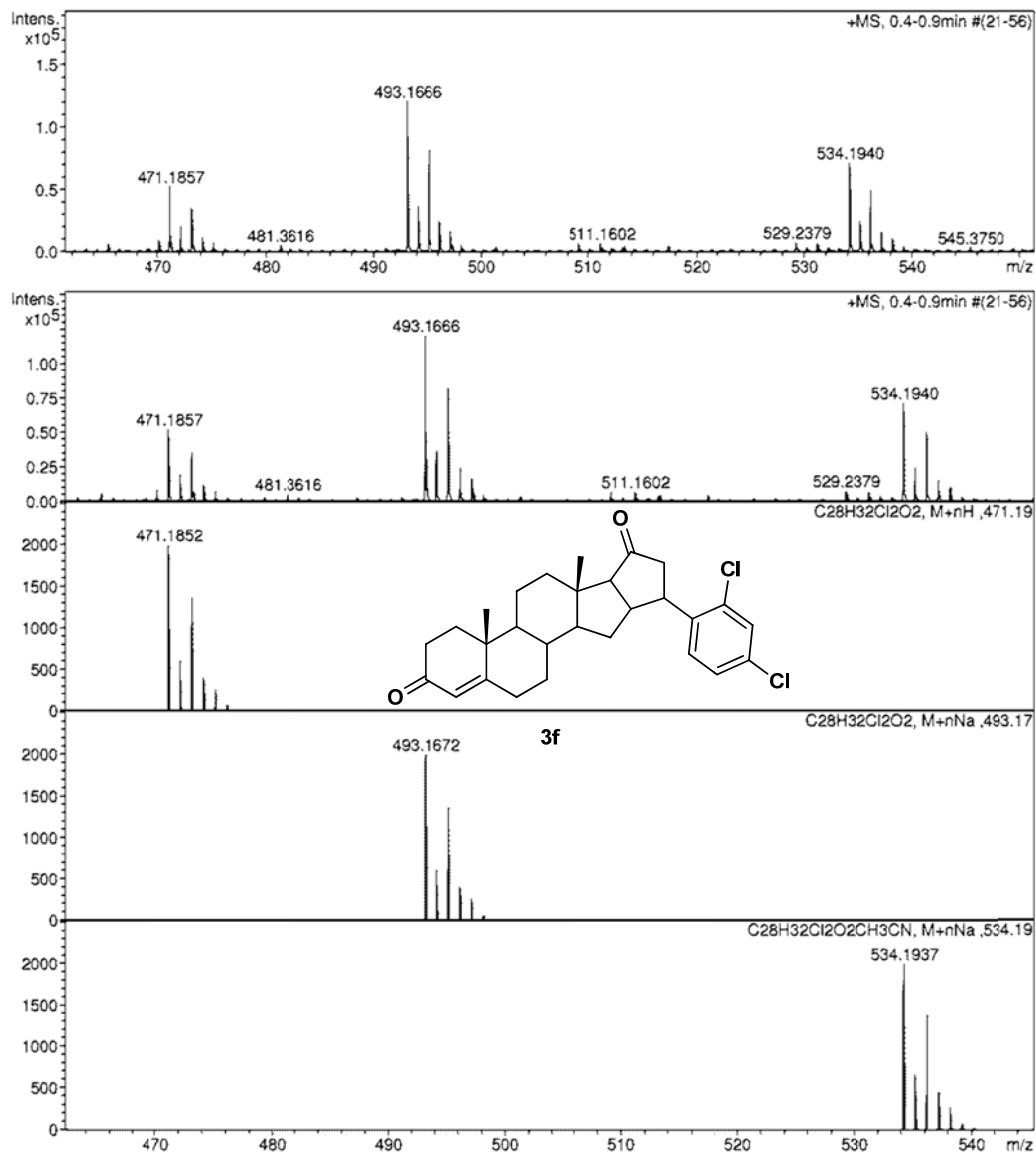 Intens.
x10⁵
+MS, 0.4-0.9min #(21-56)
1.5
1.0
0.5
0.0
471.1857
481.3616
493.1666
511.1602
529.2379
534.1940
545.3750
470 480 490 500 510 520 530 540 m/z
Intens.
x10⁵
+MS, 0.4-0.9min #(21-56)
1.00
0.75
0.50
0.25
0.00
471.1857
481.3616
493.1666
511.1602
529.2379
534.1940
C28H32Cl2O2, M+nH ,471.19
2000
1500
1000
500
0
471.1852
O
Cl
Cl
O
3f
C28H32Cl2O2, M+nNa ,493.17
2000
1500
1000
500
0
493.1672
C28H32Cl2O2CH3CN, M+nNa ,534.19
2000
1500
1000
500
0
534.1937
470 480 490 500 510 520 530 540 m/z